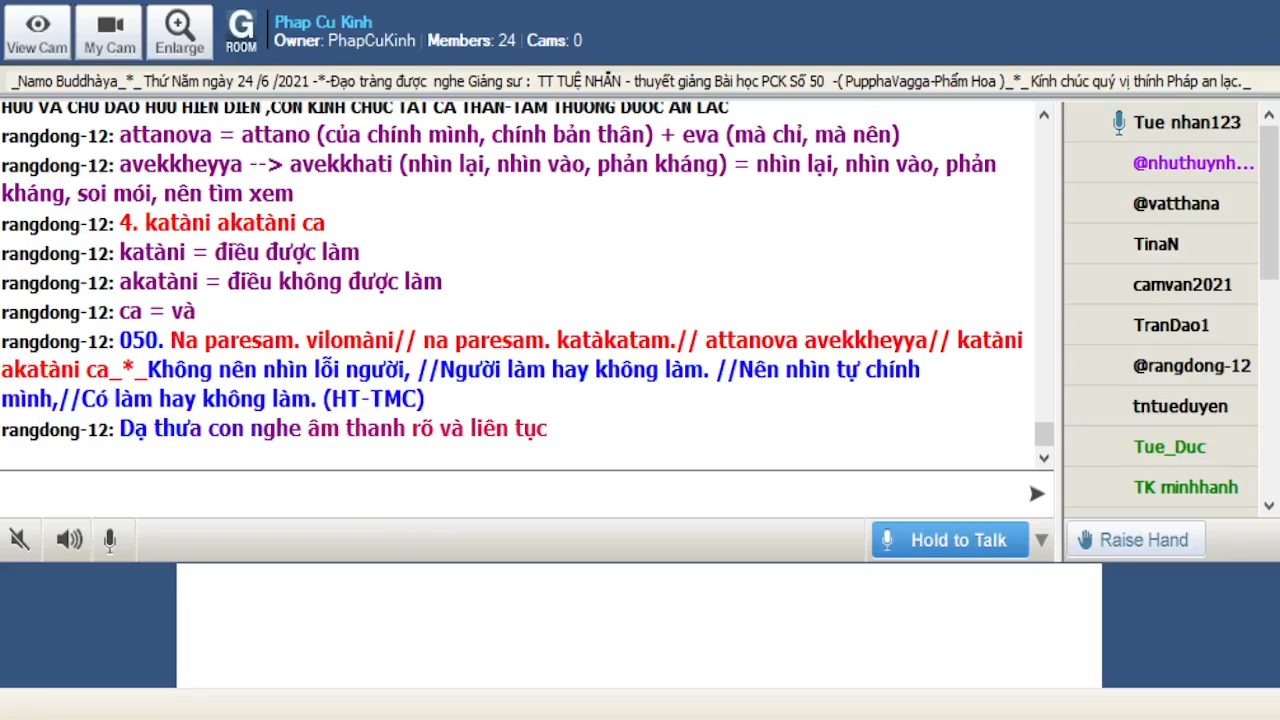 View Cam
My Cam
Enlarge
G
ROOM
Phap Cu Kinh
Owner: PhapCuKinh | Members: 24 | Cams: 0
_Namo Buddhàya_*_ Thứ Năm ngày 24 /6 /2021 -*-Đạo tràng được nghe Giảng sư : TT TUỆ NHẪN - thuyết giảng Bài học PCK Số 50 -( PupphaVagga-Phẩm Hoa )_*_ Kính chúc quý vị thính Pháp an lạc._
rangdong-12: attanova = attano (của chính mình, chính bản thân) + eva (mà chỉ, mà nên)
rangdong-12: avekkheyya --> avekkhati (nhìn lại, nhìn vào, phản kháng) = nhìn lại, nhìn vào, phản
kháng, soi mói, nên tìm xem
rangdong-12: 4. katàni akatàni ca
rangdong-12: katàni = điều được làm
rangdong-12: akatàni = điều không được làm
rangdong-12: ca = và
rangdong-12: 050. Na paresam. vilomàni// na paresam. katàkatam.// attanova avekkheyya// katàni
akatàni ca_*_Không nên nhìn lỗi người, //Người làm hay không làm. //Nên nhìn tự chính
mình,//Có làm hay không làm. (HT-TMC)
rangdong-12: Dạ thưa con nghe âm thanh rõ và liên tục
Tue nhan123
@nhuthuynh...
@vatthana
TinaN
camvan2021
TranDao1
@rangdong-12
tntueduyen
Tue_Duc
TK minhhanh
Hold to Talk
Raise Hand